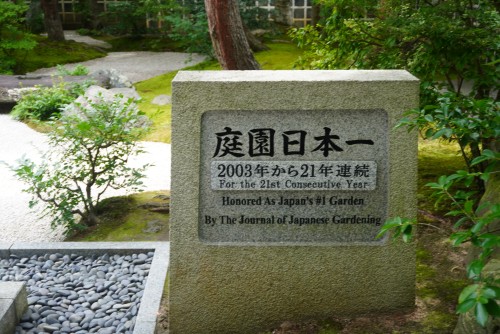 庭園日本一
2003年から21年連続
For the 21st Consecutive Year
Honored As Japan's #1 Garden
By The Journal of Japanese Gardening